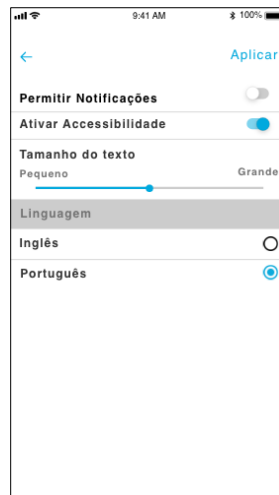 9:41 AM
100%
Aplicar
Permitir Notificações
Ativar Accessibilidade
Tamanho do texto
Pequeno Grande
Linguagem
Inglês
Português